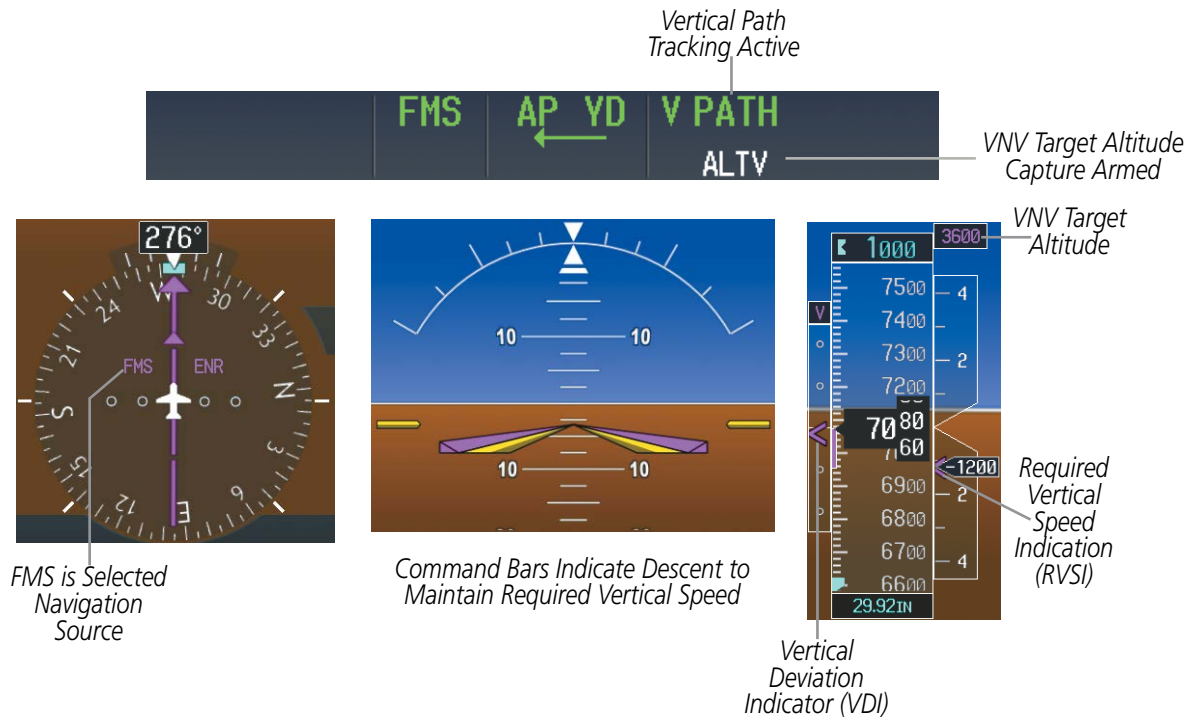 Vertical Path
Tracking Active
FMS AP YD V PATH
ALTV
VNV Target Altitude
Capture Armed
VNV Target
Altitude
276°
W 30 33 N 3 6 E 12 15 S 21 24
FMS ENR
FMS is Selected
Navigation
Source
10 10
10 10
Command Bars Indicate Descent to
Maintain Required Vertical Speed
1000
3600
V
7500
7400
7300
7200
70 80
60
6900
6800
6700
6600
29.92IN
4
2
-1200
2
4
Required
Vertical
Speed
Indication
(RVSI)
Vertical
Deviation
Indicator (VDI)